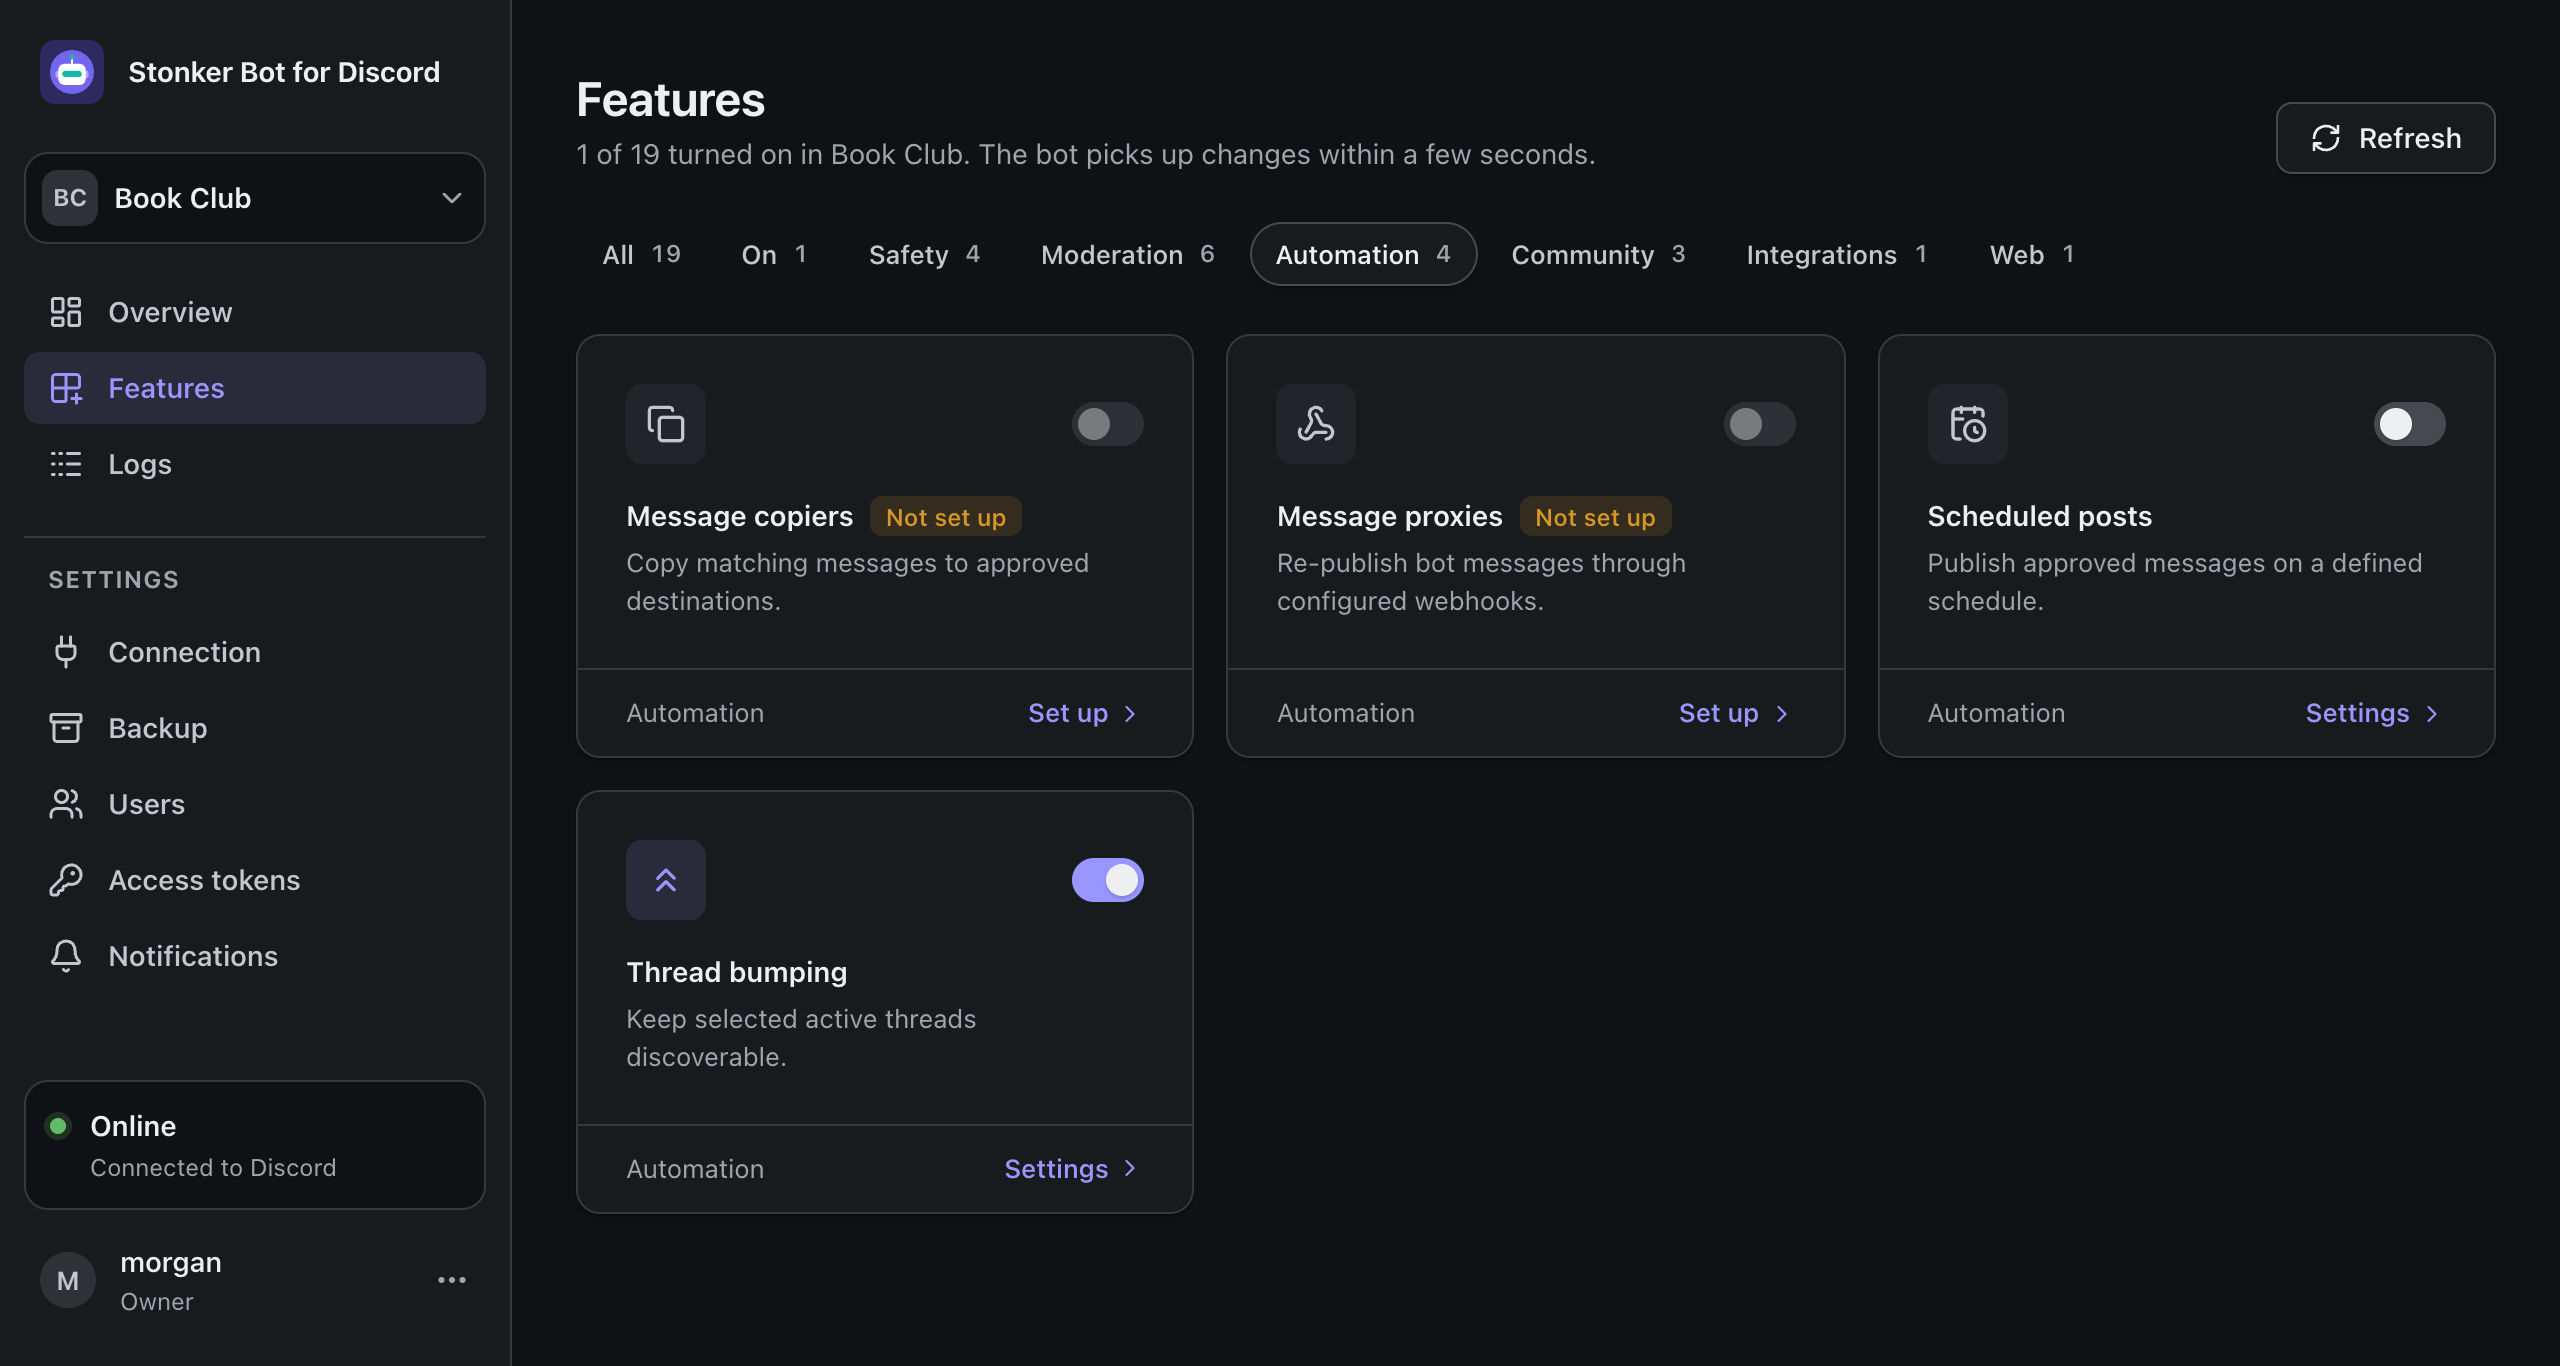 Stonker Bot for Discord
BC
Book Club
Overview
Features
Logs
SETTINGS
Connection
Backup
Users
Access tokens
Notifications
Online
Connected to Discord
M
morgan
Owner
Features
1 of 19 turned on in Book Club. The bot picks up changes within a few seconds.
Refresh
All 19
On 1
Safety 4
Moderation 6
Automation 4
Community 3
Integrations 1
Web 1
Message copiers
Not set up
Copy matching messages to approved
destinations.
Automation
Set up
Message proxies
Not set up
Re-publish bot messages through
configured webhooks.
Automation
Set up
Scheduled posts
Publish approved messages on a defined
schedule.
Automation
Settings
Thread bumping
Keep selected active threads
discoverable.
Automation
Settings